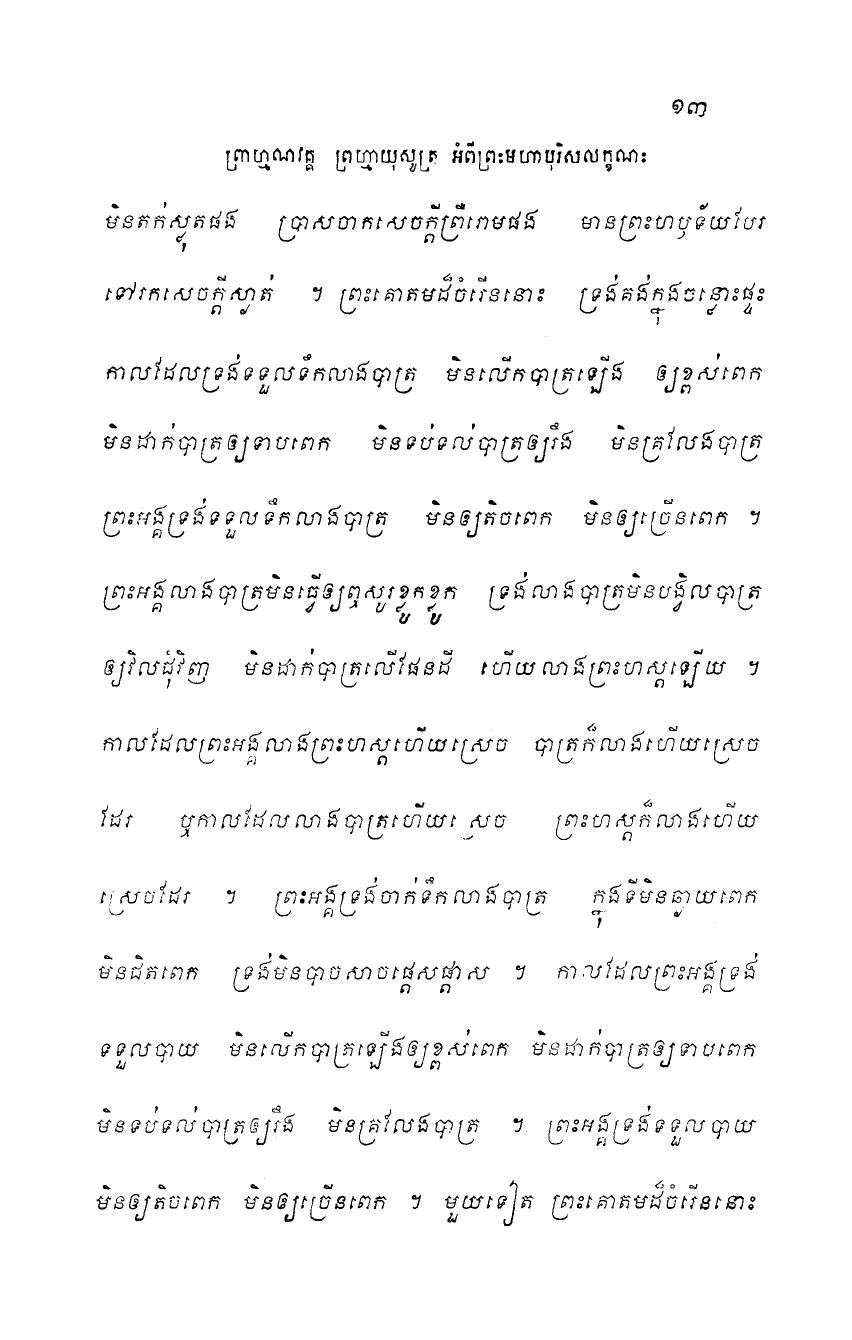 ១៣
ព្រាហ្មណវគ្គ ព្រហ្មាយុសូត្រ អំពីព្រះមហាបុរិសលក្ខណះ
មិនតក់ស្លុតផង ប្រាសចាកសេចក្តីព្រឺរោមផង មានព្រះហឫទ័យបែរ
ទៅរកសេចក្តីស្ងាត់ ។ ព្រះគោតមដ៏ចំរើននោះ ទ្រង់គង់ក្នុងចន្លោះផ្ទះ
កាលដែលទ្រង់ទទួលទឹកលាងបាត្រ មិនលើកបាត្រឡើង ឲ្យខ្ពស់ពេក
មិនដាក់បាត្រឲ្យទាបពេក មិនទប់ទល់បាត្រឲ្យរឹង មិនគ្រលែងបាត្រ
ព្រះអង្គទ្រង់ទទួលទឹកលាងបាត្រ មិនឲ្យតិចពេក មិនឲ្យច្រើនពេក ។
ព្រះអង្គលាងបាត្រមិនធ្វើឲ្យឮសូរខ្លូកខ្លូក ទ្រង់លាងបាត្រមិនបង្វិលបាត្រ
ឲ្យវិលជុំវិញ មិនដាក់បាត្រលើផែនដី ហើយលាងព្រះហស្តឡើយ ។
កាលដែលព្រះអង្គលាងព្រះហស្តហើយស្រេច បាត្រក៏លាងហើយស្រេច
ដែរ ឬកាលដែលលាងបាត្រហើយស្រេច ព្រះហស្តក៏លាងហើយ
ស្រេចដែរ ។ ព្រះអង្គទ្រង់ចាក់ទឹកលាងបាត្រ ក្នុងទីមិនឆ្ងាយពេក
មិនជិតពេក ទ្រង់មិនបាចសាចផ្តេសផ្តាស ។ កាលដែលព្រះអង្គទ្រង់
ទទួលបាយ មិនលើកបាត្រឡើងឲ្យខ្ពស់ពេក មិនដាក់បាត្រឲ្យទាបពេក
មិនទប់ទល់បាត្រឲ្យរឹង មិនគ្រលែងបាត្រ ។ ព្រះអង្គទ្រង់ទទួលបាយ
មិនឲ្យតិចពេក មិនឲ្យច្រើនពេក ។ មួយទៀត ព្រះគោតមដ៏ចំរើននោះ